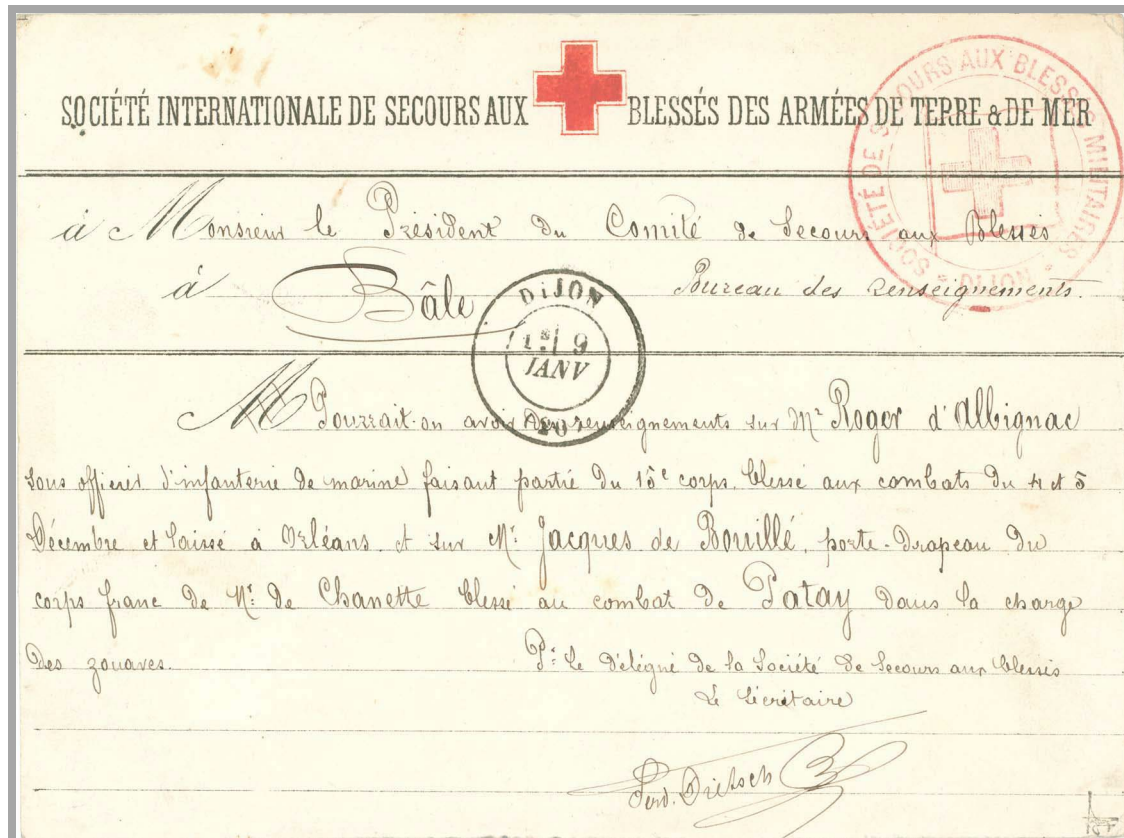 SOCIÉTÉ INTERNATIONALE DE SECOURS AUX BLESSÉS DES ARMÉES DE TERRE & DE MER
SOCIÉTÉ DE SECOURS AUX BLESSÉS MILITAIRES * DIJON *
à Monsieur le Président du Comité de Secours aux Blessés
à Bâle Bureau des Renseignements.
DIJON
9
JANV
20
M Pourrait-on avoir des renseignements sur Mr Roger d'Albignac
sous officier d'infanterie de marine faisant partie du 15e corps, blessé aux combats du 4 et 5
Décembre et laissé à Orléans et sur Mr Jacques de Bouillé, porte-drapeau du
corps franc de Mr de Chanette blessé au combat de Patay dans la charge
des zouaves. Pr Le Délégué de la Société de Secours aux blessés
Le Secrétaire
Ferd.